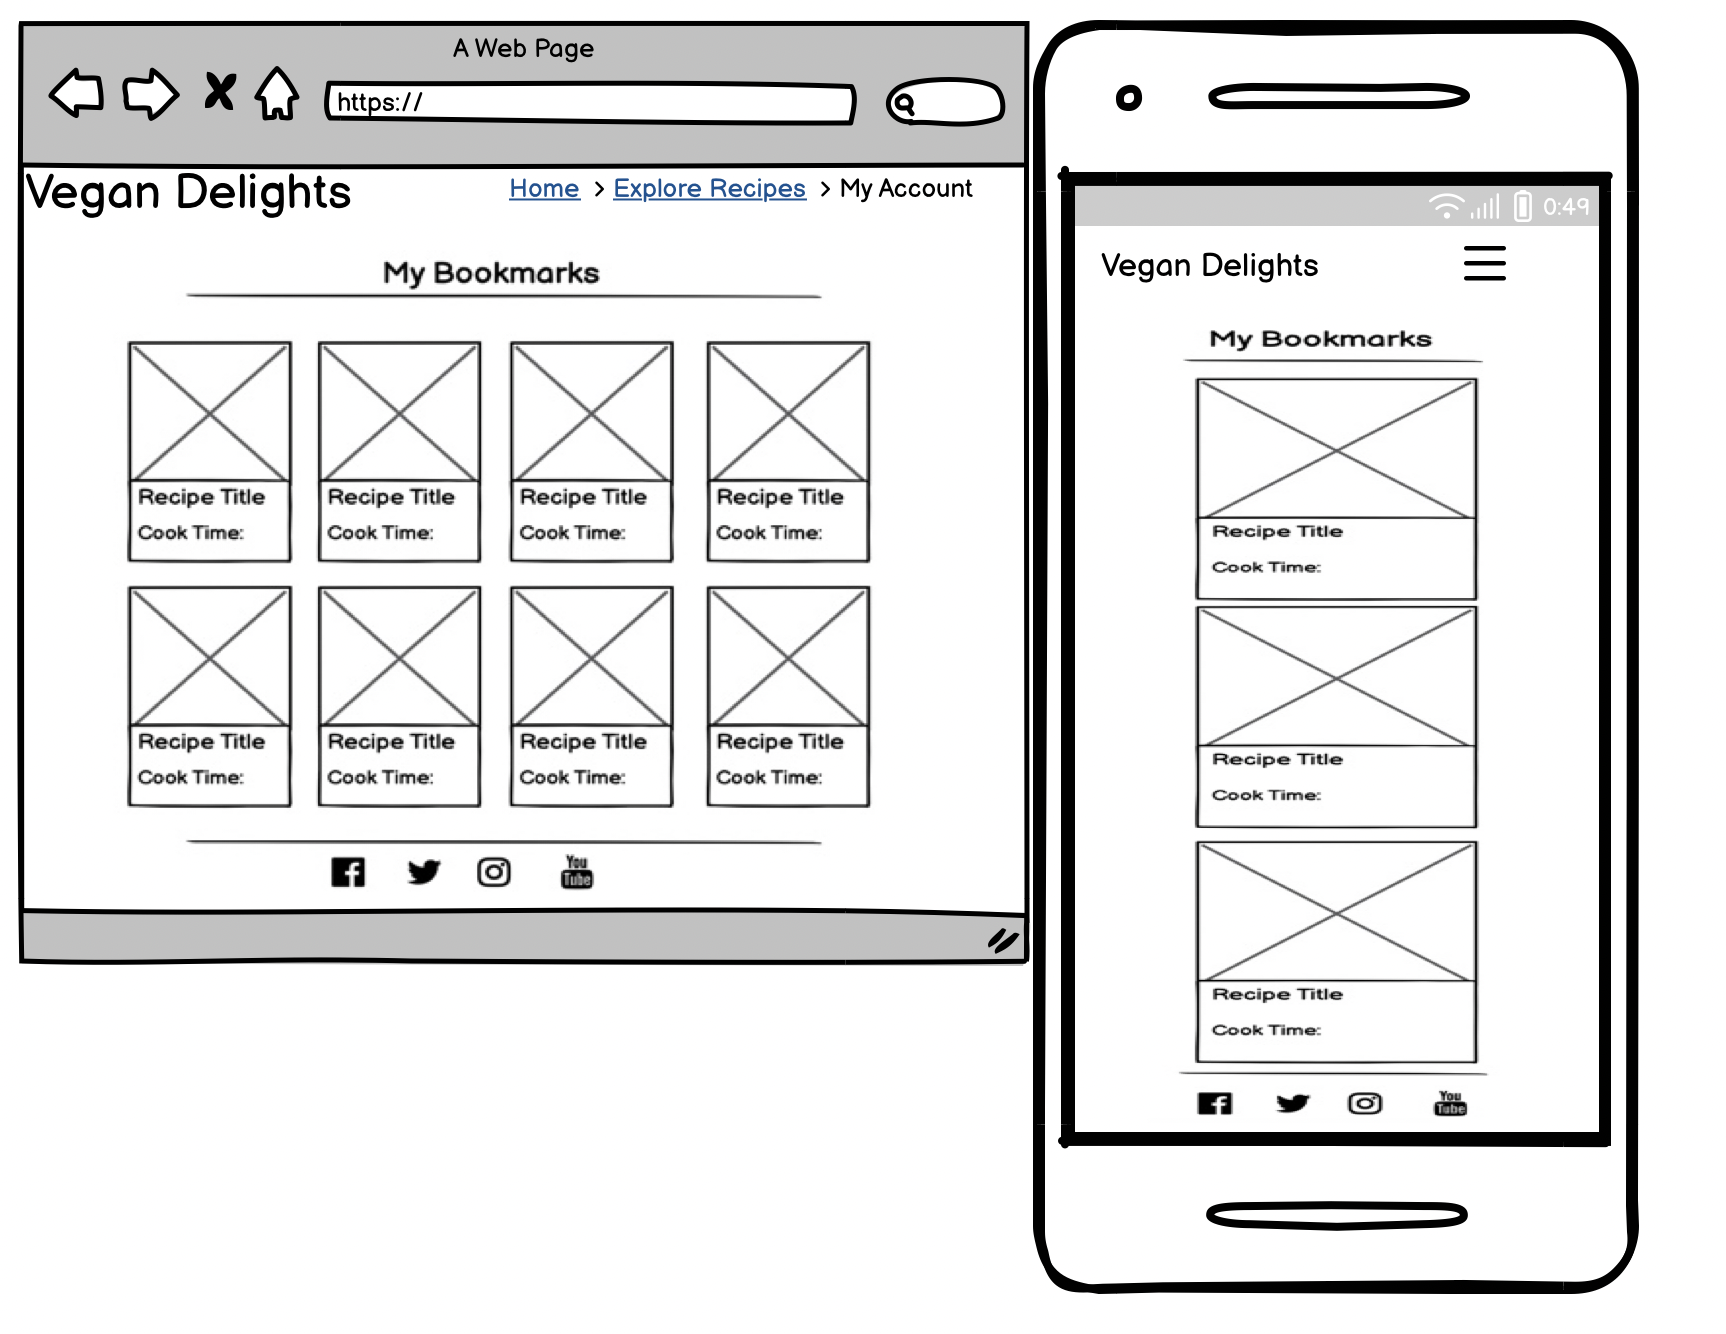 A Web Page
https://
Vegan Delights
Home > Explore Recipes > My Account
My Bookmarks
Recipe Title Recipe Title Recipe Title Recipe Title
Cook Time: Cook Time: Cook Time: Cook Time:
Recipe Title Recipe Title Recipe Title Recipe Title
Cook Time: Cook Time: Cook Time: Cook Time:
You
Tube
0:49
Vegan Delights
My Bookmarks
Recipe Title
Cook Time:
Recipe Title
Cook Time:
Recipe Title
Cook Time:
You
Tube